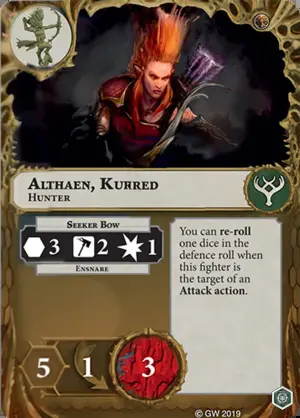 ALTHAEN, KURRED
HUNTER
SEEKER BOW
3 2 1
ENSNARE
You can re-roll
one dice in the
defence roll when
this fighter is
the target of an
Attack action.
5 1 3
© GW 2019